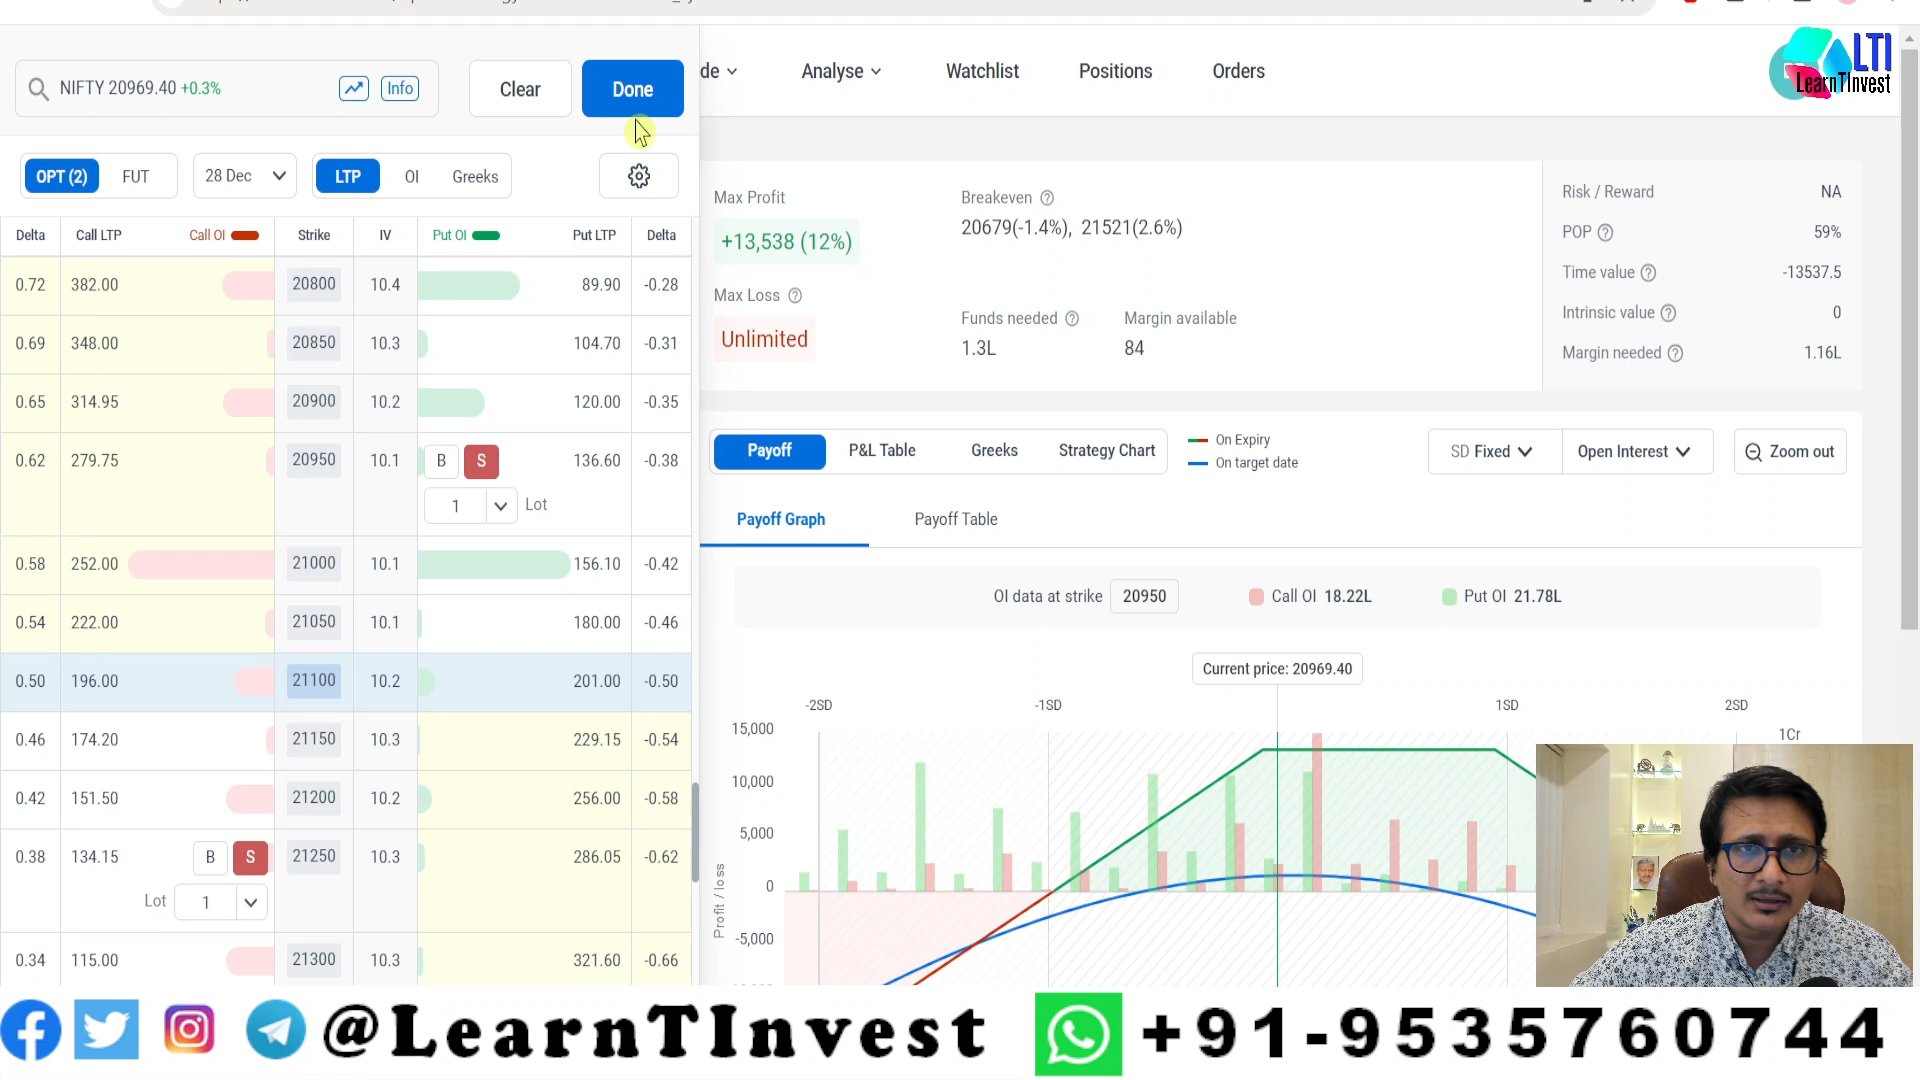 NIFTY 20969.40 +0.3%
Info
Clear
Done
de
Analyse
Watchlist
Positions
Orders
LTI
LearnTInvest
OPT (2)
FUT
28 Dec
LTP
OI
Greeks
Delta Call LTP Call OI Strike IV Put OI Put LTP Delta
0.72 382.00 20800 10.4 89.90 -0.28
0.69 348.00 20850 10.3 104.70 -0.31
0.65 314.95 20900 10.2 120.00 -0.35
0.62 279.75 20950 10.1 B S 136.60 -0.38
1 Lot
0.58 252.00 21000 10.1 156.10 -0.42
0.54 222.00 21050 10.1 180.00 -0.46
0.50 196.00 21100 10.2 201.00 -0.50
0.46 174.20 21150 10.3 229.15 -0.54
0.42 151.50 21200 10.2 256.00 -0.58
0.38 134.15 B S 21250 10.3 286.05 -0.62
Lot 1
0.34 115.00 21300 10.3 321.60 -0.66
Max Profit
+13,538 (12%)
Max Loss
Unlimited
Breakeven
20679(-1.4%), 21521(2.6%)
Funds needed
1.3L
Margin available
84
Risk / Reward NA
POP 59%
Time value -13537.5
Intrinsic value 0
Margin needed 1.16L
Payoff
P&L Table
Greeks
Strategy Chart
On Expiry
On target date
SD Fixed
Open Interest
Zoom out
Payoff Graph
Payoff Table
OI data at strike 20950
Call OI 18.22L
Put OI 21.78L
Current price: 20969.40
-2SD
-1SD
1SD
2SD
15,000
10,000
5,000
0
-5,000
Profit / loss
1Cr
@LearnTInvest
+91-9535760744